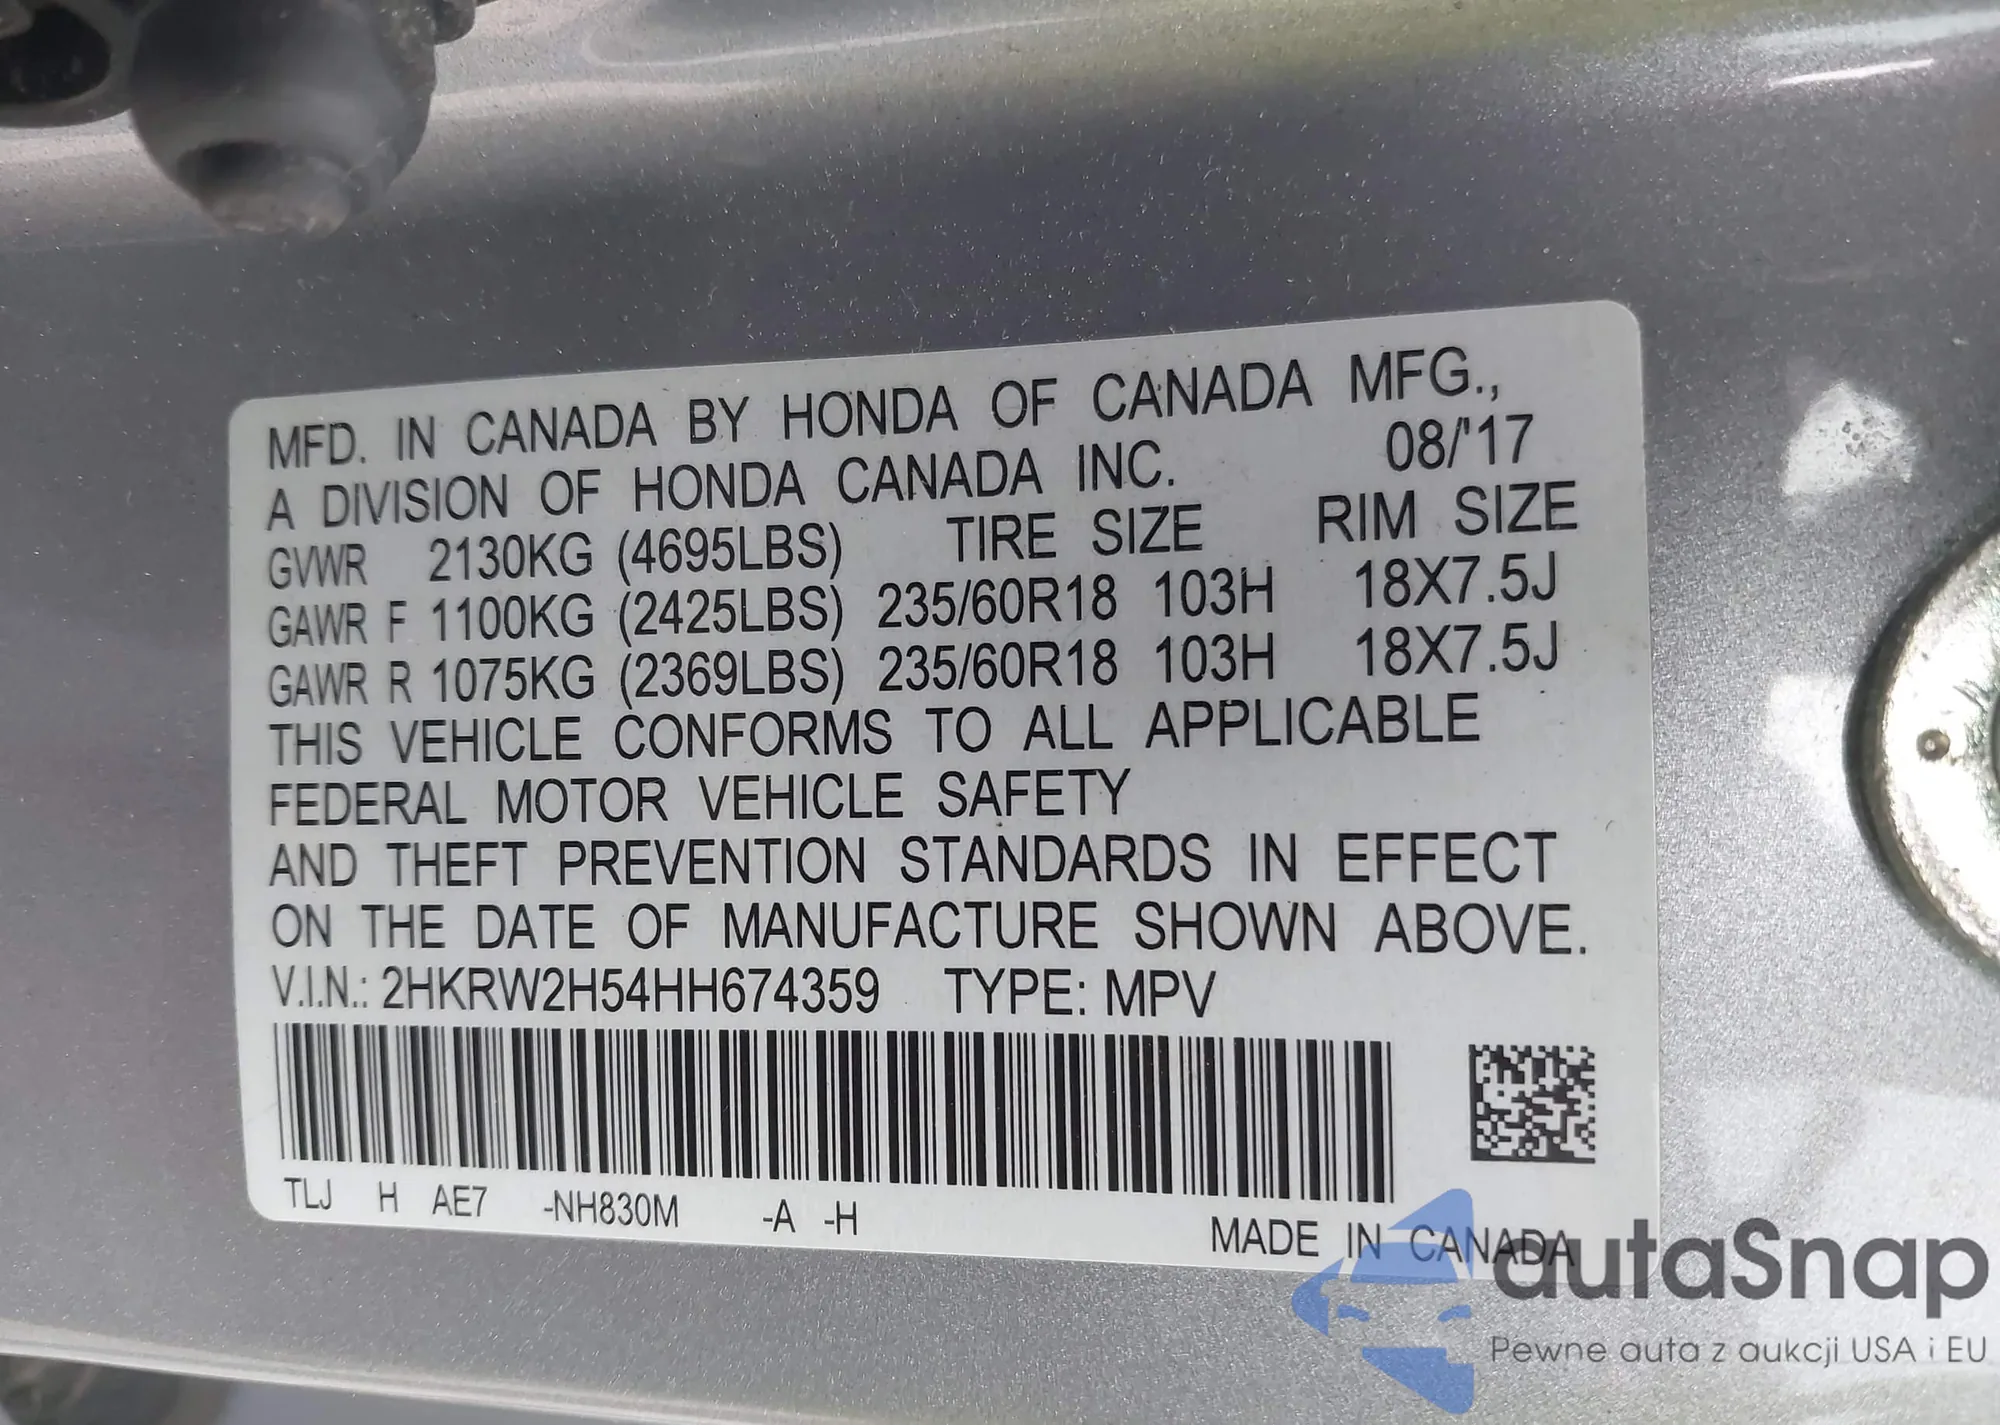 MFD. IN CANADA BY HONDA OF CANADA MFG.,
A DIVISION OF HONDA CANADA INC. 08/'17
GVWR 2130KG (4695LBS) TIRE SIZE RIM SIZE
GAWR F 1100KG (2425LBS) 235/60R18 103H 18X7.5J
GAWR R 1075KG (2369LBS) 235/60R18 103H 18X7.5J
THIS VEHICLE CONFORMS TO ALL APPLICABLE
FEDERAL MOTOR VEHICLE SAFETY
AND THEFT PREVENTION STANDARDS IN EFFECT
ON THE DATE OF MANUFACTURE SHOWN ABOVE.
V.I.N.: 2HKRW2H54HH674359 TYPE: MPV
TLJ H AE7 -NH830M -A -H
MADE IN CANADA
autaSnap
Pewne auta z aukcji USA i EU